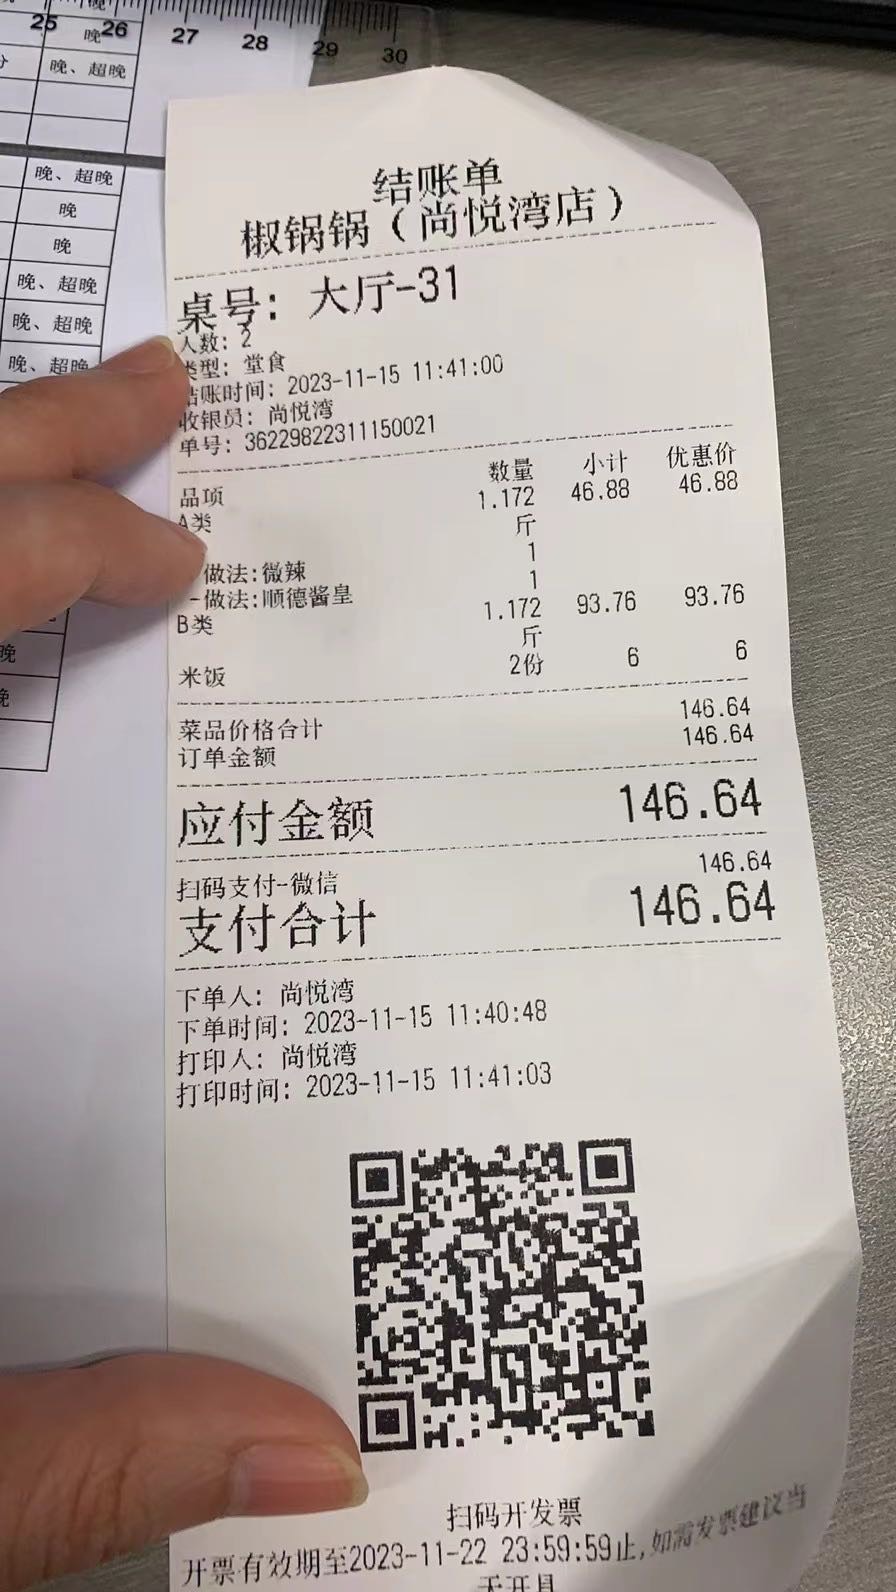 25 26 27 28 29 30
晚
晚
晚、超晚
晚、超晚
晚
晚
晚、超晚
晚、超晚
晚、超晚
晚
结账单
椒锅锅（尚悦湾店）
桌号: 大厅-31
人数: 2
类型: 堂食
结账时间: 2023-11-15 11:41:00
收银员: 尚悦湾
单号: 36229822311150021
品项 数量 小计 优惠价
A类 1.172 46.88 46.88
斤
做法:微辣 1
-做法:顺德酱皇 1
B类 1.172 93.76 93.76
斤
米饭 2份 6 6
菜品价格合计 146.64
订单金额 146.64
应付金额 146.64
扫码支付-微信 146.64
支付合计 146.64
下单人: 尚悦湾
下单时间: 2023-11-15 11:40:48
打印人: 尚悦湾
打印时间: 2023-11-15 11:41:03
扫码开发票
开票有效期至2023-11-22 23:59:59止,如需发票建议当
天开具